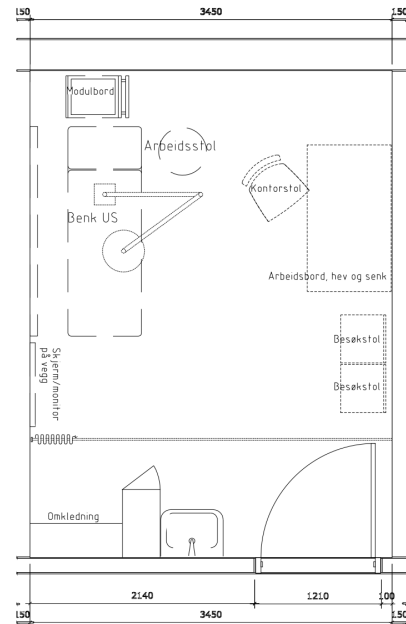 150 3450 150
Modulbord
Arbeidsstol
Kontorstol
Benk US
Arbeidsbord, hev og senk
Besøkstol
Skjerm/monitor
på vegg
Besøkstol
Omkledning
2140 1210 100
150 3450 150